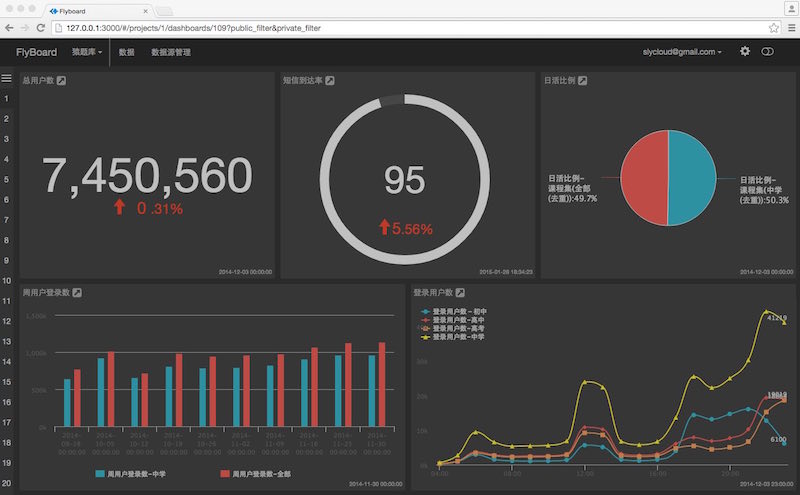 Flyboard
127.0.0.1:3000/#/projects/1/dashboards/109?public_filter&private_filter
FlyBoard 猿题库 数据 数据源管理 slycloud@gmail.com
1
2
3
4
5
6
7
8
9
10
11
12
13
14
15
16
17
18
19
20
总用户数
7,450,560
0 .31%
2014-12-03 00:00:00
短信到达率
95
5.56%
2015-01-28 18:34:23
日活比例
日活比例-
课程集(全部
(去重)):49.7%
日活比例-
课程集(中学
(去重)):50.3%
2014-12-03 00:00:00
周用户登录数
1,500k
1,000k
500k
0k
2014-
09-14
00:00:00
2014-
10-05
00:00:00
2014-
10-12
00:00:00
2014-
10-19
00:00:00
2014-
10-26
00:00:00
2014-
11-02
00:00:00
2014-
11-09
00:00:00
2014-
11-16
00:00:00
2014-
11-23
00:00:00
2014-
11-30
00:00:00
周用户登录数-中学
周用户登录数-全部
2014-11-30 00:00:00
登录用户数
登录用户数-初中
登录用户数-高中
登录用户数-高考
登录用户数-中学
30k
20k
10k
0k
04:00
08:00
12:00
16:00
20:00
41219
6100
2014-12-03 23:00:00